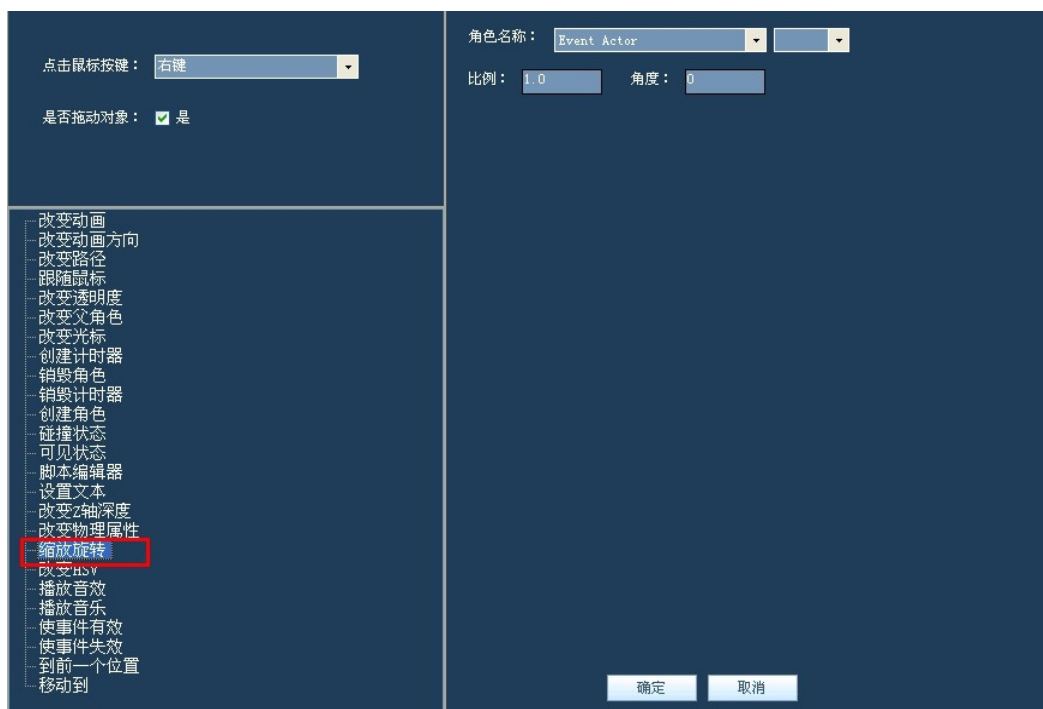 点击鼠标按键： 右键
是否拖动对象： 是
角色名称： Event Actor
比例： 1.0 角度： 0
改变动画
改变动画方向
改变路径
跟随鼠标
改变透明度
改变父角色
改变光标
创建计时器
销毁角色
销毁计时器
创建角色
碰撞状态
可见状态
脚本编辑器
设置文本
改变z轴深度
改变物理属性
缩放旋转
改变HSV
播放音效
播放音乐
使事件有效
使事件失效
到前一个位置
移动到
确定 取消